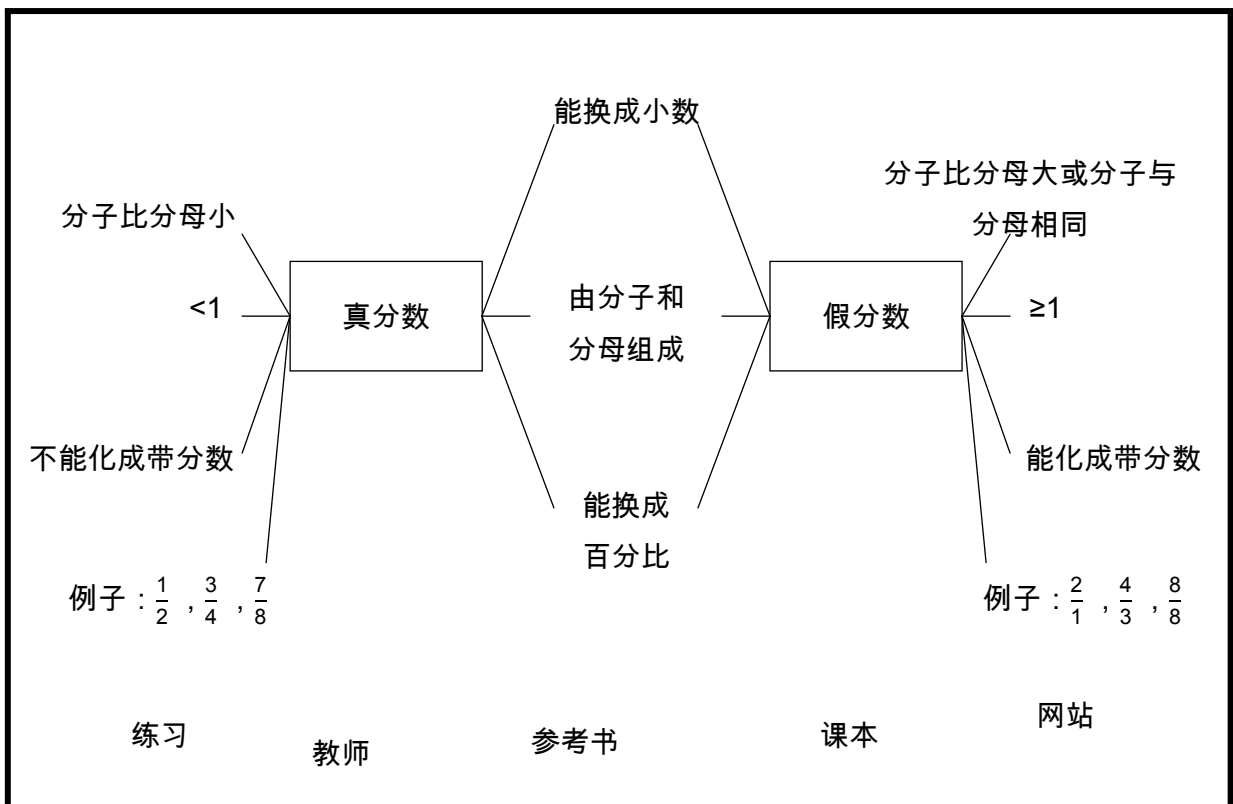 能换成小数
分子比分母大或分子与
分母相同
分子比分母小
<1
真分数
由分子和
分母组成
假分数
≥1
不能化成带分数
能化成带分数
能换成
百分比
例子 : 1/2 , 3/4 , 7/8
例子 : 2/1 , 4/3 , 8/8
练习
教师
参考书
课本
网站